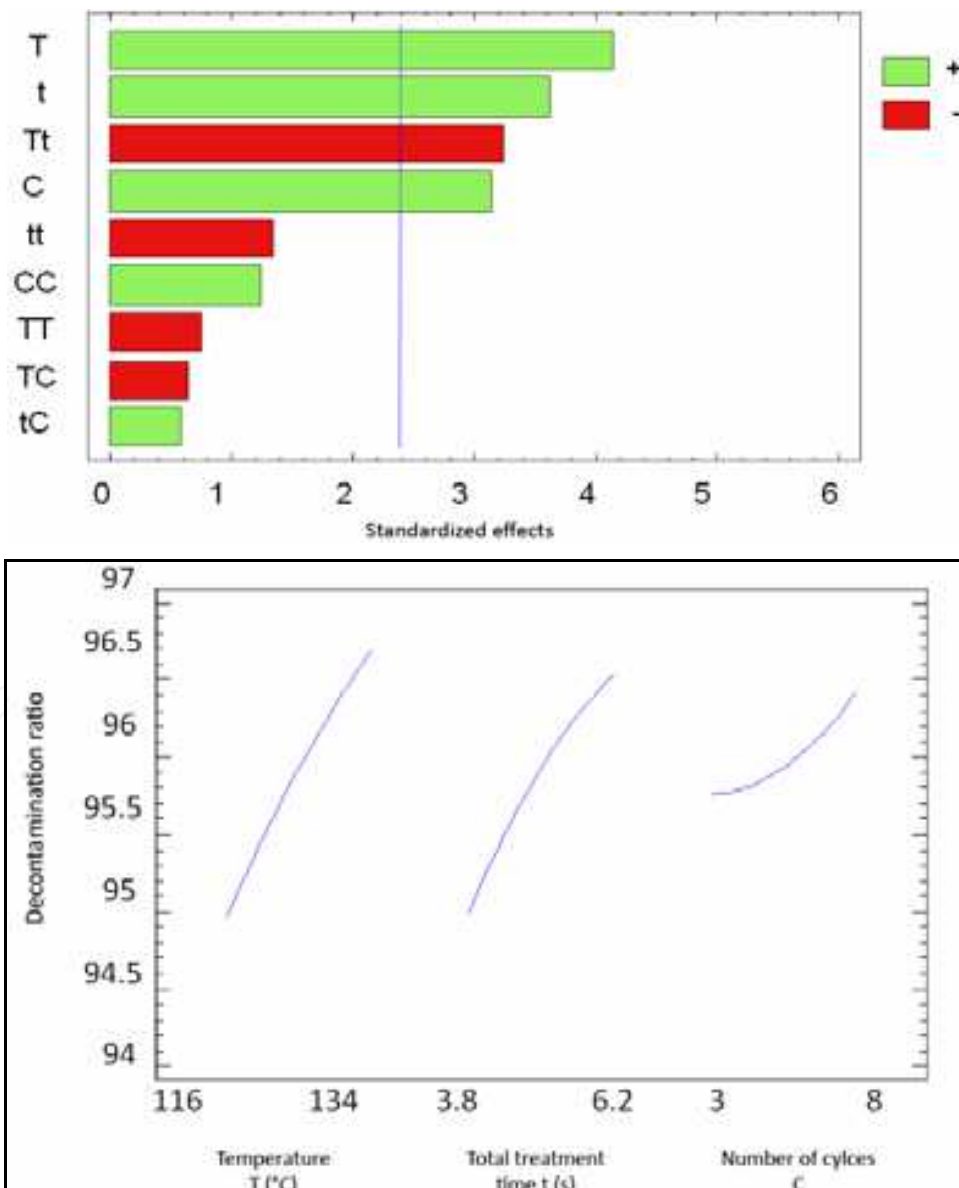 T
t
Tt
C
tt
CC
TT
TC
tC
+
-
0 1 2 3 4 5 6
Standardized effects
97
96.5
96
95.5
95
94.5
94
Decontamination ratio
116 134 3.8 6.2 3 8
Temperature Total treatment Number of cylces
T (°C) time t (s) C